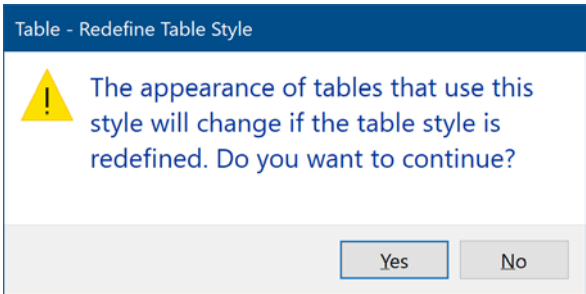 Table - Redefine Table Style
The appearance of tables that use this
style will change if the table style is
redefined. Do you want to continue?
Yes
No